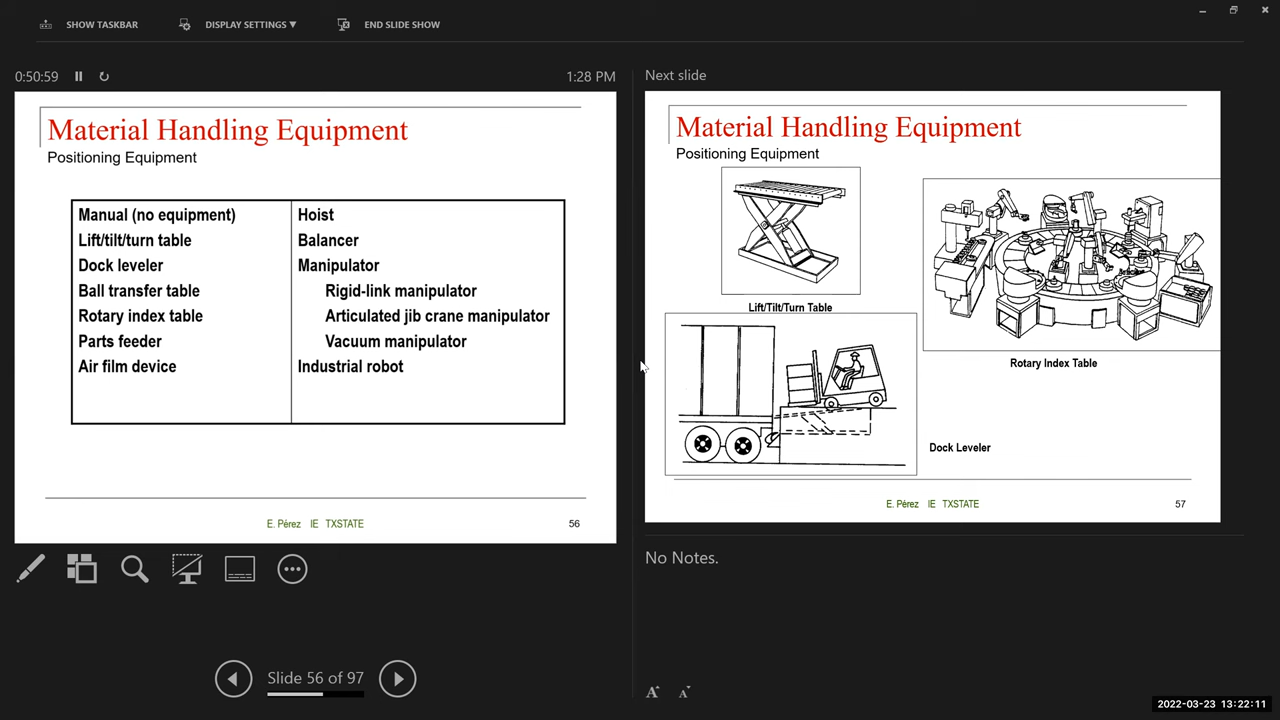 SHOW TASKBAR
DISPLAY SETTINGS ▼
END SLIDE SHOW
0:50:59
1:28 PM
Material Handling Equipment
Positioning Equipment
Manual (no equipment)
Lift/tilt/turn table
Dock leveler
Ball transfer table
Rotary index table
Parts feeder
Air film device
Hoist
Balancer
Manipulator
Rigid-link manipulator
Articulated jib crane manipulator
Vacuum manipulator
Industrial robot
E. Pérez IE TXSTATE
56
Slide 56 of 97
Next slide
Material Handling Equipment
Positioning Equipment
Lift/Tilt/Turn Table
Rotary Index Table
Dock Leveler
E. Pérez IE TXSTATE
57
No Notes.
A A
2022-03-23 13:22:11